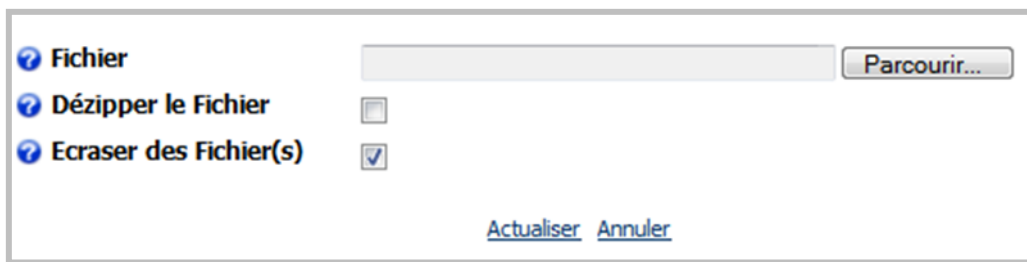 Fichier Parcourir...
Dézipper le Fichier
Ecraser des Fichier(s)
Actualiser Annuler